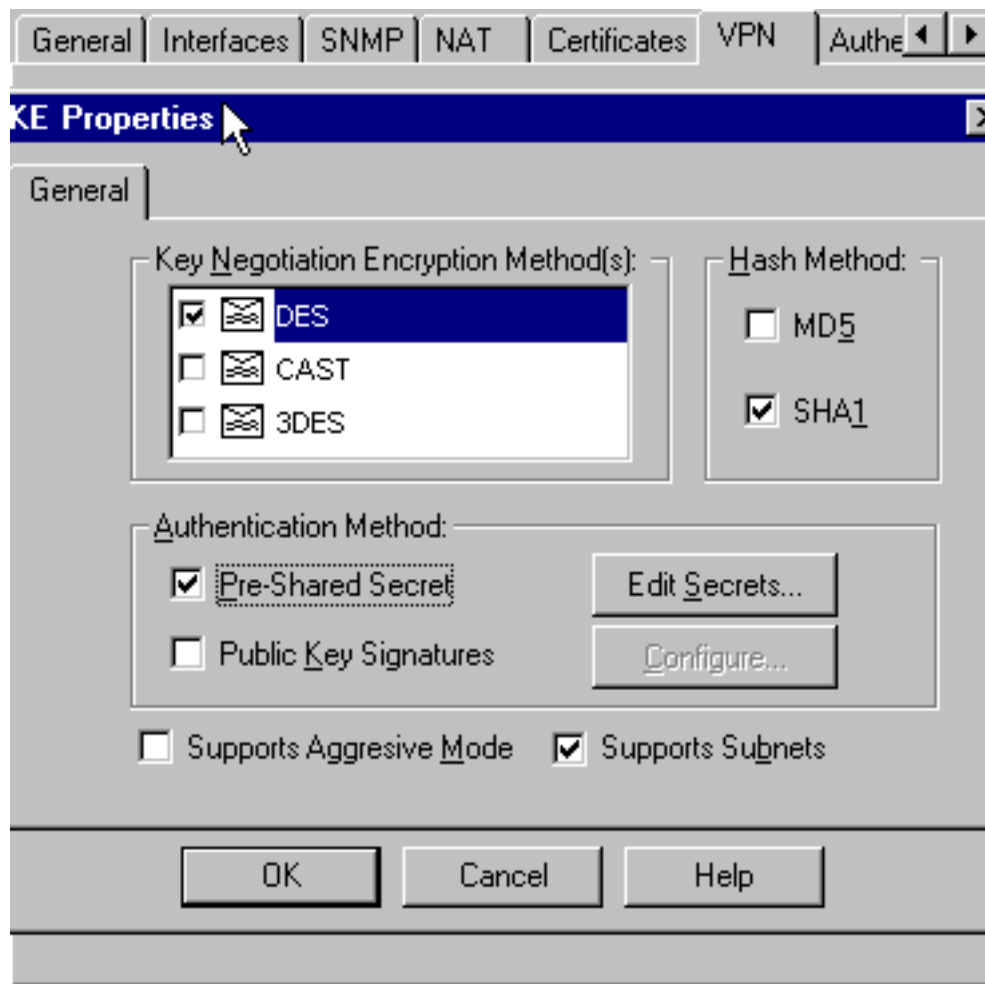 General Interfaces SNMP NAT Certificates VPN Authe
KE Properties
General
Key Negotiation Encryption Method(s): Hash Method:
DES
MD5
CAST
SHA1
3DES
Authentication Method:
Pre-Shared Secret Edit Secrets...
Public Key Signatures Configure...
Supports Aggresive Mode Supports Subnets
OK Cancel Help